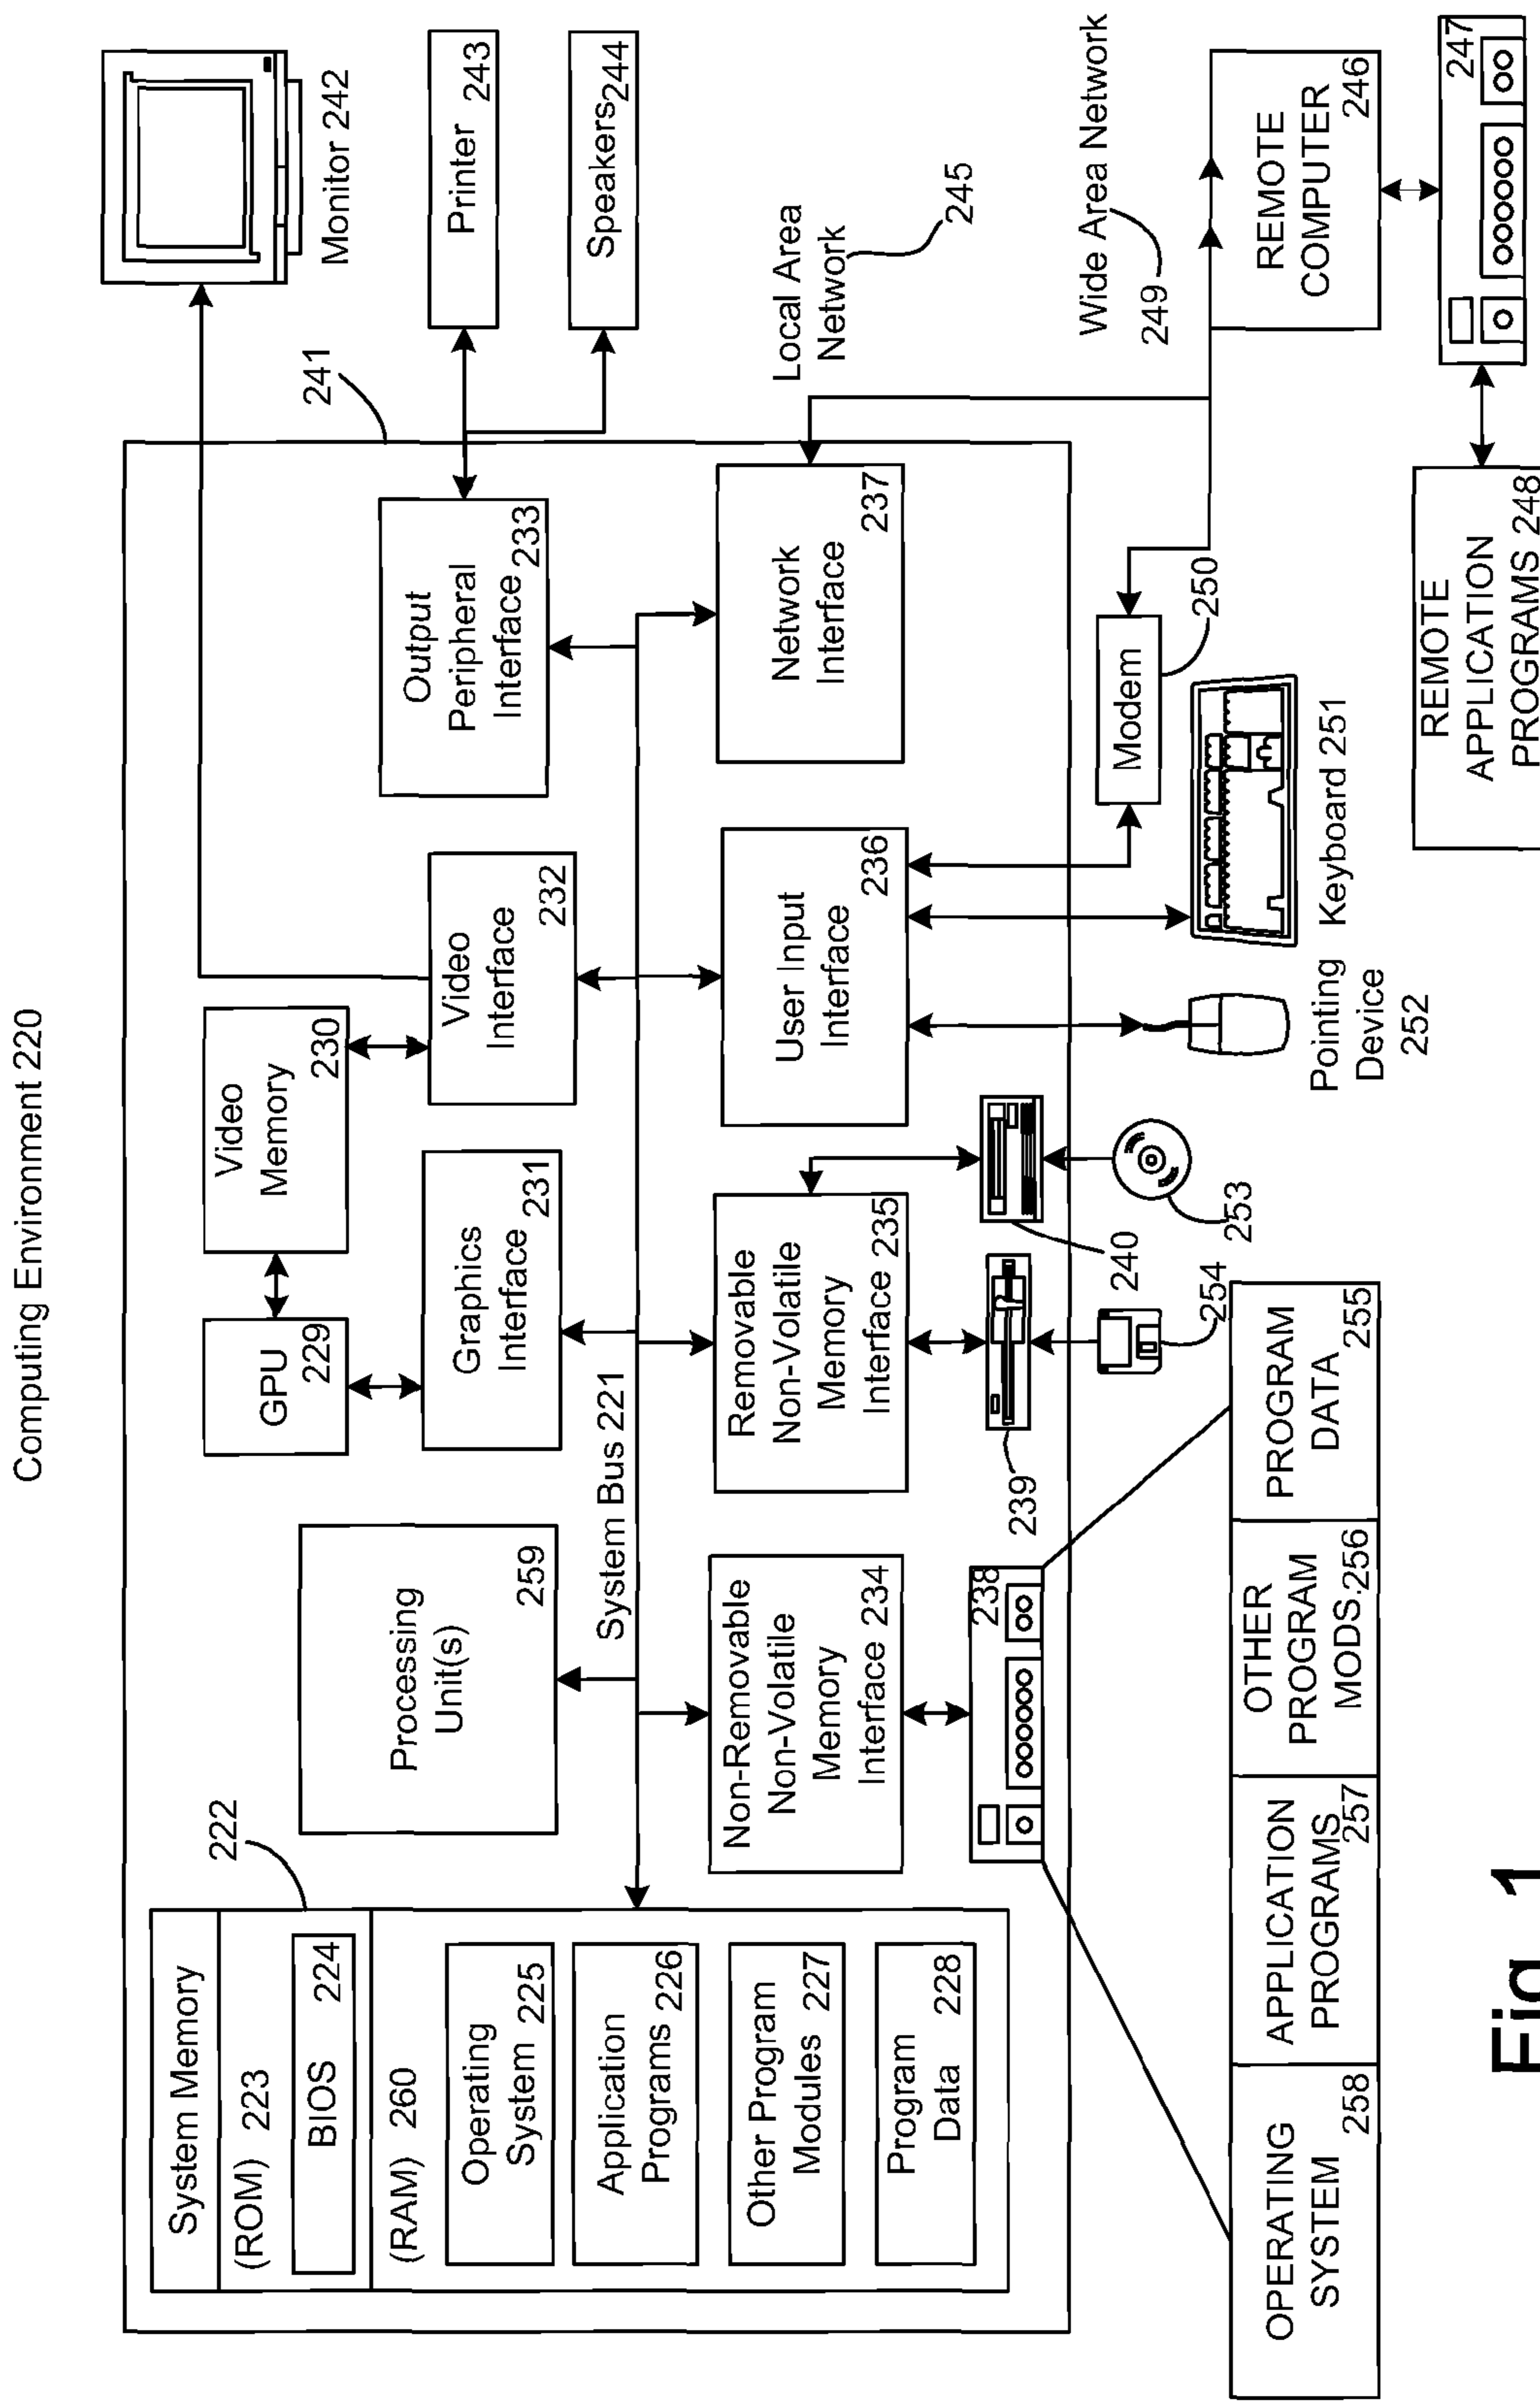 Computing Environment 220
System Memory
222
(ROM) 223
BIOS 224
(RAM) 260
Operating
System 225
Application
Programs 226
Other Program
Modules 227
Program
Data 228
Processing
Unit(s)
259
System Bus 221
GPU
229
Video
Memory
230
Graphics
Interface 231
Video
Interface
232
Output
Peripheral
Interface 233
241
Monitor 242
Printer
243
Speakers
244
Non-Removable
Non-Volatile
Memory
Interface 234
Removable
Non-Volatile
Memory
Interface 235
User Input
Interface
236
Network
Interface
237
Local Area
Network
245
238
239
240
254
253
Pointing
Device
252
Keyboard 251
Modem
250
Wide Area Network
249
REMOTE
COMPUTER
246
247
REMOTE
APPLICATION
PROGRAMS 248
OPERATING
SYSTEM
258
APPLICATION
PROGRAMS
257
OTHER
PROGRAM
MODS.256
PROGRAM
DATA
255
Fig. 1